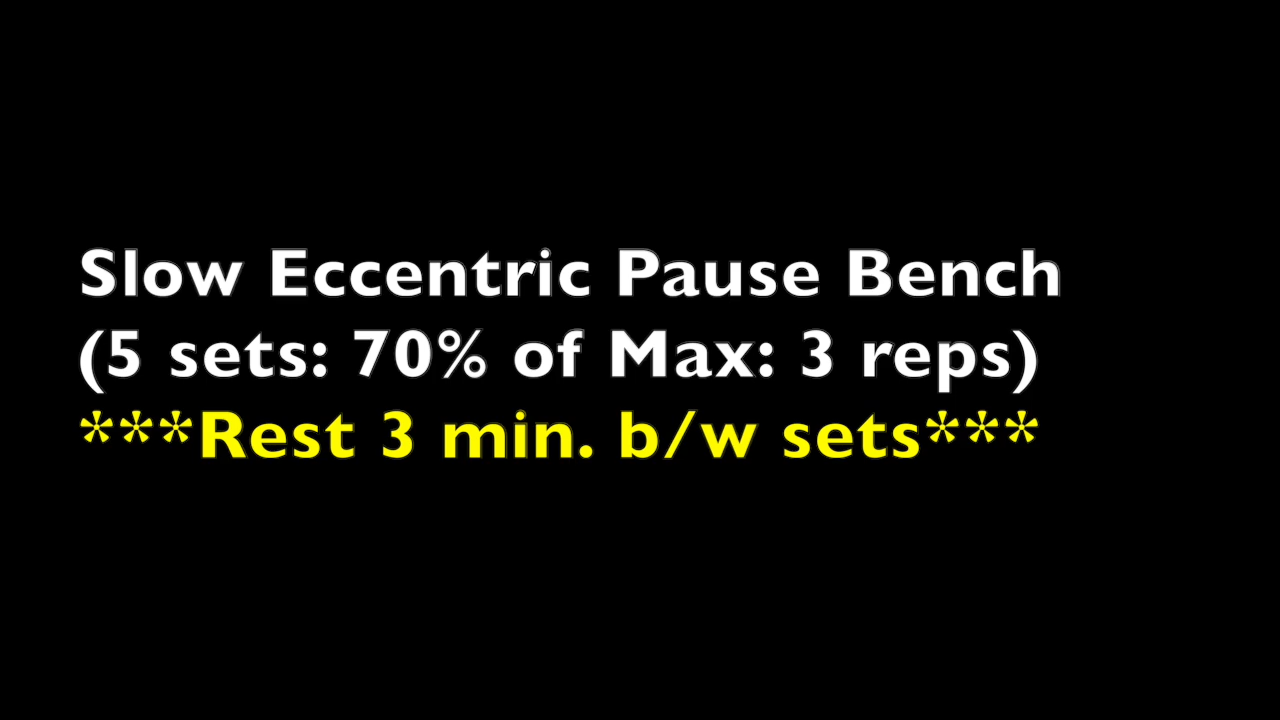 Slow Eccentric Pause Bench
(5 sets: 70% of Max: 3 reps)
***Rest 3 min. b/w sets***